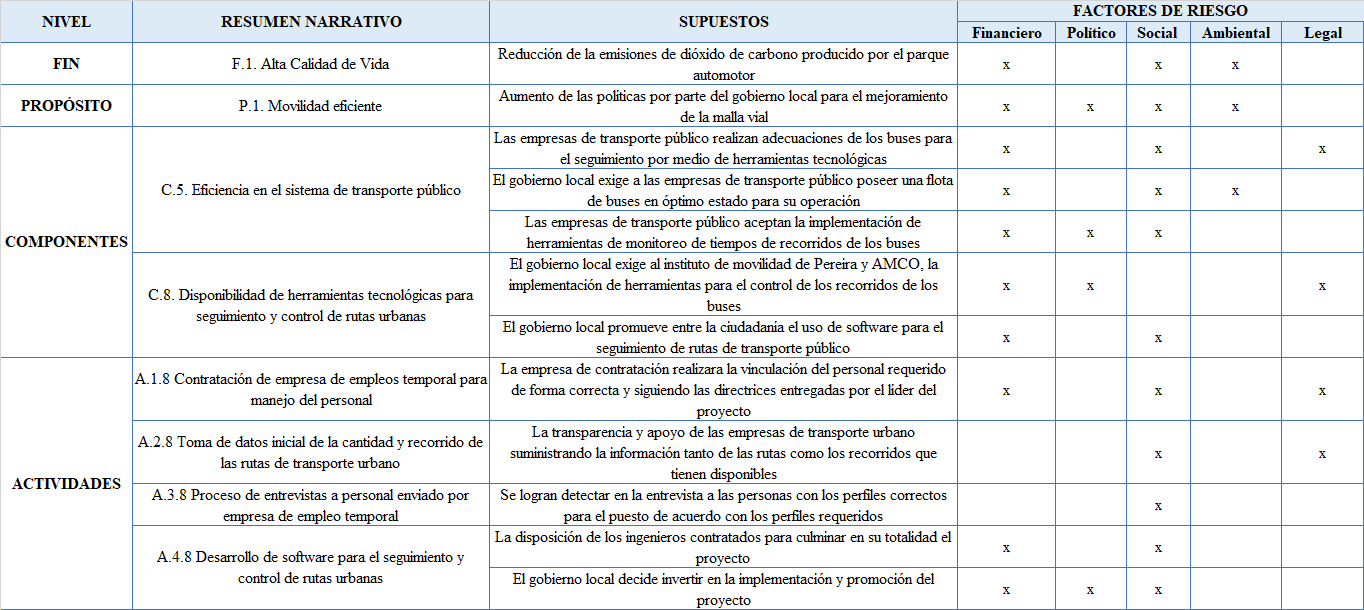 NIVEL
RESUMEN NARRATIVO
SUPUESTOS
FACTORES DE RIESGO
Financiero
Político
Social
Ambiental
Legal
FIN
F.1. Alta Calidad de Vida
Reducción de la emisiones de dióxido de carbono producido por el parque
automotor
x
x
x
PROPÓSITO
P.1. Movilidad eficiente
Aumento de las políticas por parte del gobierno local para el mejoramiento
de la malla vial
x
x
x
x
COMPONENTES
C.5. Eficiencia en el sistema de transporte público
Las empresas de transporte público realizan adecuaciones de los buses para
el seguimiento por medio de herramientas tecnológicas
x
x
x
El gobierno local exige a las empresas de transporte público poseer una flota
de buses en óptimo estado para su operación
x
x
x
Las empresas de transporte público aceptan la implementación de
herramientas de monitoreo de tiempos de recorridos de los buses
x
x
x
C.8. Disponibilidad de herramientas tecnológicas para
seguimiento y control de rutas urbanas
El gobierno local exige al instituto de movilidad de Pereira y AMCO, la
implementación de herramientas para el control de los recorridos de los
buses
x
x
x
El gobierno local promueve entre la ciudadanía el uso de software para el
seguimiento de rutas de transporte público
x
x
ACTIVIDADES
A.1.8 Contratación de empresa de empleos temporal para
manejo del personal
La empresa de contratación realizara la vinculación del personal requerido
de forma correcta y siguiendo las directrices entregadas por el líder del
proyecto
x
x
x
A.2.8 Toma de datos inicial de la cantidad y recorrido de
las rutas de transporte urbano
La transparencia y apoyo de las empresas de transporte urbano
suministrando la información tanto de las rutas como los recorridos que
tienen disponibles
x
x
A.3.8 Proceso de entrevistas a personal enviado por
empresa de empleo temporal
Se logran detectar en la entrevista a las personas con los perfiles correctos
para el puesto de acuerdo con los perfiles requeridos
x
A.4.8 Desarrollo de software para el seguimiento y
control de rutas urbanas
La disposición de los ingenieros contratados para culminar en su totalidad el
proyecto
x
x
El gobierno local decide invertir en la implementación y promoción del
proyecto
x
x
x